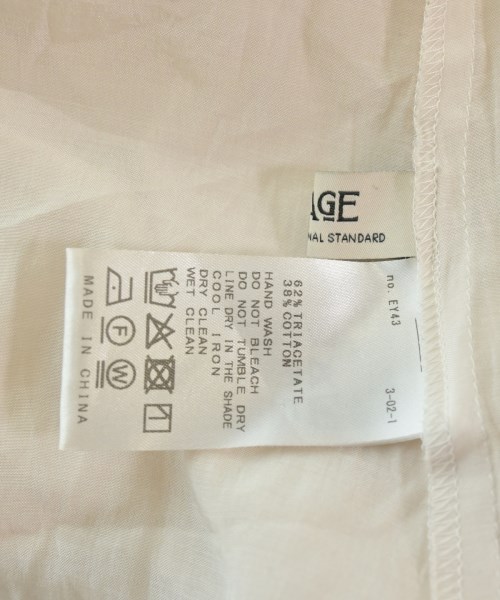 AGE
NAL STANDARD
no. EY43
3-02-1
62% TRIACETATE
38% COTTON
HAND WASH
DO NOT BLEACH
DO NOT TUMBLE DRY
LINE DRY IN THE SHADE
COOL IRON
DRY CLEAN
WET CLEAN
F
W
MADE IN CHINA